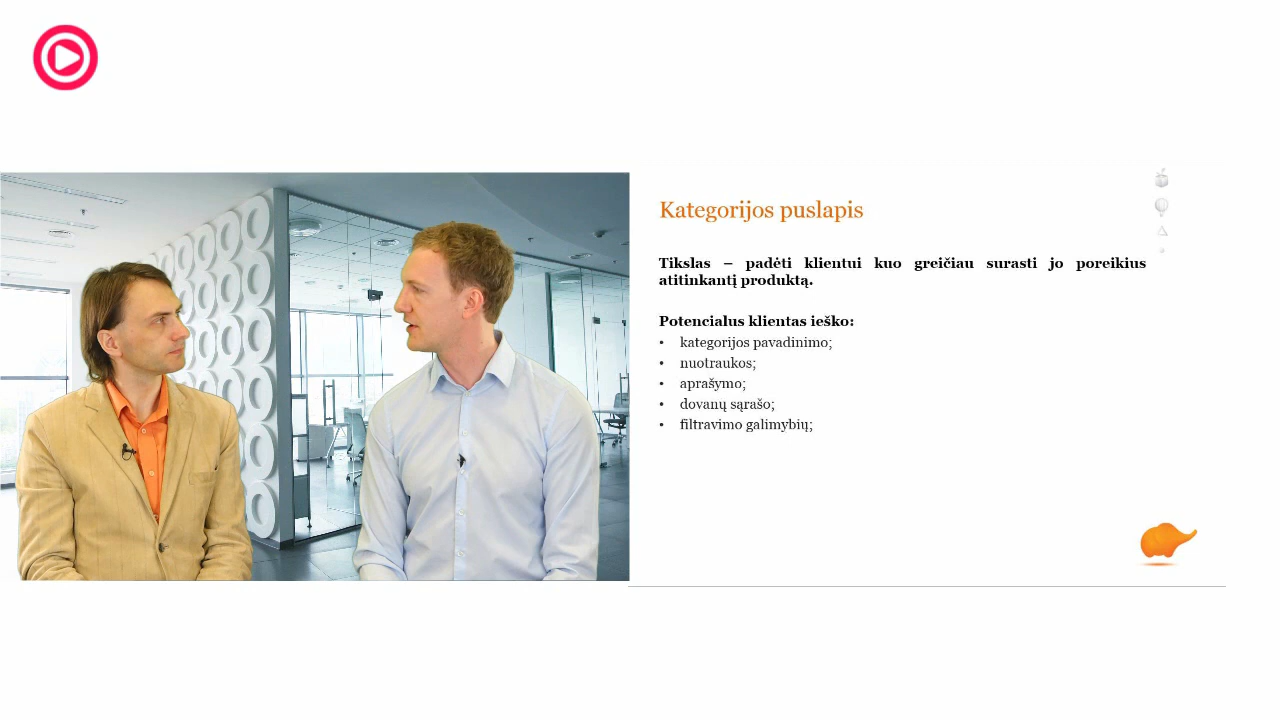 Kategorijos puslapis
Tikslas – padėti klientui kuo greičiau surasti jo poreikius
atitinkantį produktą.
Potencialus klientas ieško:
• kategorijos pavadinimo;
• nuotraukos;
• aprašymo;
• dovanų sąrašo;
• filtravimo galimybių;